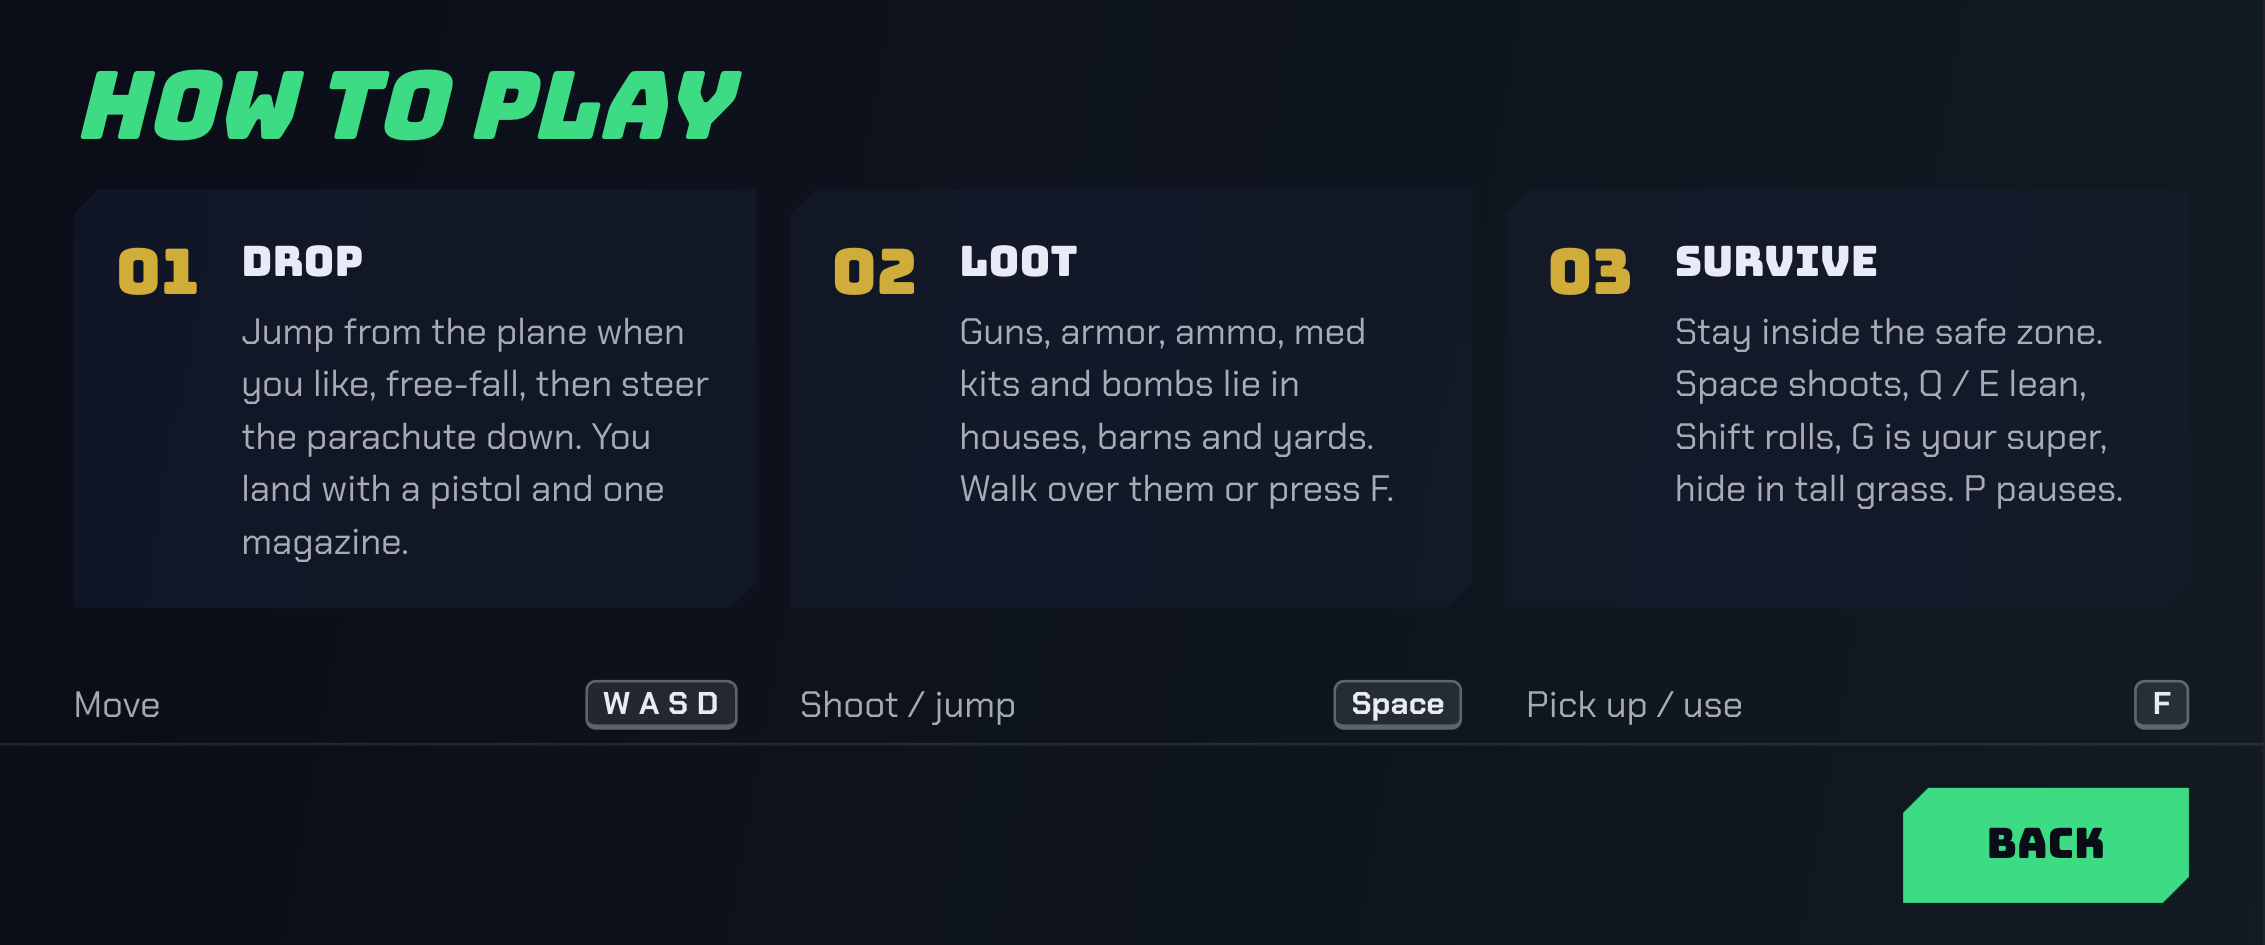 HOW TO PLAY
01 DROP
Jump from the plane when
you like, free-fall, then steer
the parachute down. You
land with a pistol and one
magazine.
02 LOOT
Guns, armor, ammo, med
kits and bombs lie in
houses, barns and yards.
Walk over them or press F.
03 SURVIVE
Stay inside the safe zone.
Space shoots, Q / E lean,
Shift rolls, G is your super,
hide in tall grass. P pauses.
Move W A S D
Shoot / jump Space
Pick up / use F
BACK